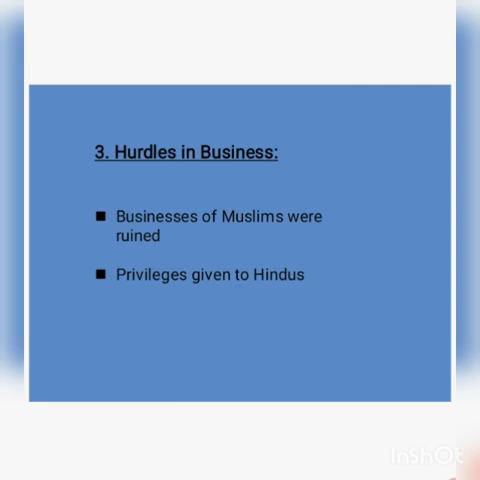 3. Hurdles in Business:
■ Businesses of Muslims were
ruined
■ Privileges given to Hindus
InShOt